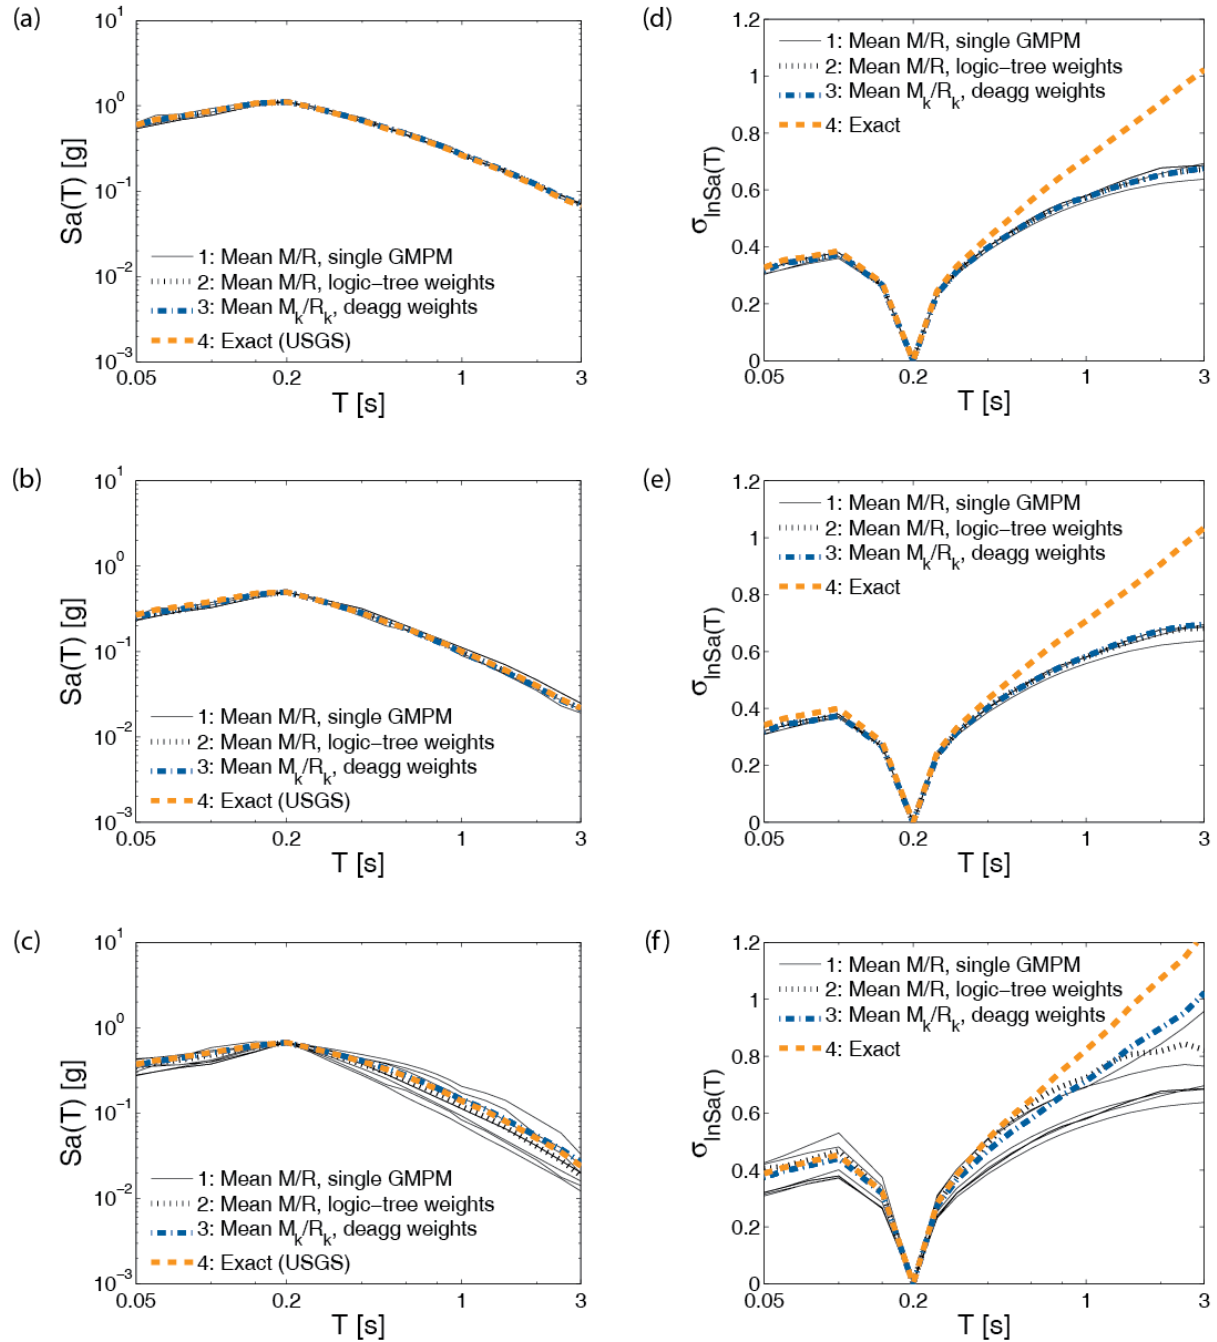 (a)
10^1
10^0
10^−1
10^−2
10^−3
Sa(T) [g]
1: Mean M/R, single GMPM
2: Mean M/R, logic−tree weights
3: Mean M_k/R_k, deagg weights
4: Exact (USGS)
0.05 0.2 1 3
T [s]
(d)
1.2
1
0.8
0.6
0.4
0.2
0
σ_lnSa(T)
1: Mean M/R, single GMPM
2: Mean M/R, logic−tree weights
3: Mean M_k/R_k, deagg weights
4: Exact
0.05 0.2 1 3
T [s]
(b)
10^1
10^0
10^−1
10^−2
10^−3
Sa(T) [g]
1: Mean M/R, single GMPM
2: Mean M/R, logic−tree weights
3: Mean M_k/R_k, deagg weights
4: Exact (USGS)
0.05 0.2 1 3
T [s]
(e)
1.2
1
0.8
0.6
0.4
0.2
0
σ_lnSa(T)
1: Mean M/R, single GMPM
2: Mean M/R, logic−tree weights
3: Mean M_k/R_k, deagg weights
4: Exact
0.05 0.2 1 3
T [s]
(c)
10^1
10^0
10^−1
10^−2
10^−3
Sa(T) [g]
1: Mean M/R, single GMPM
2: Mean M/R, logic−tree weights
3: Mean M_k/R_k, deagg weights
4: Exact (USGS)
0.05 0.2 1 3
T [s]
(f)
1.2
1
0.8
0.6
0.4
0.2
0
σ_lnSa(T)
1: Mean M/R, single GMPM
2: Mean M/R, logic−tree weights
3: Mean M_k/R_k, deagg weights
4: Exact
0.05 0.2 1 3
T [s]